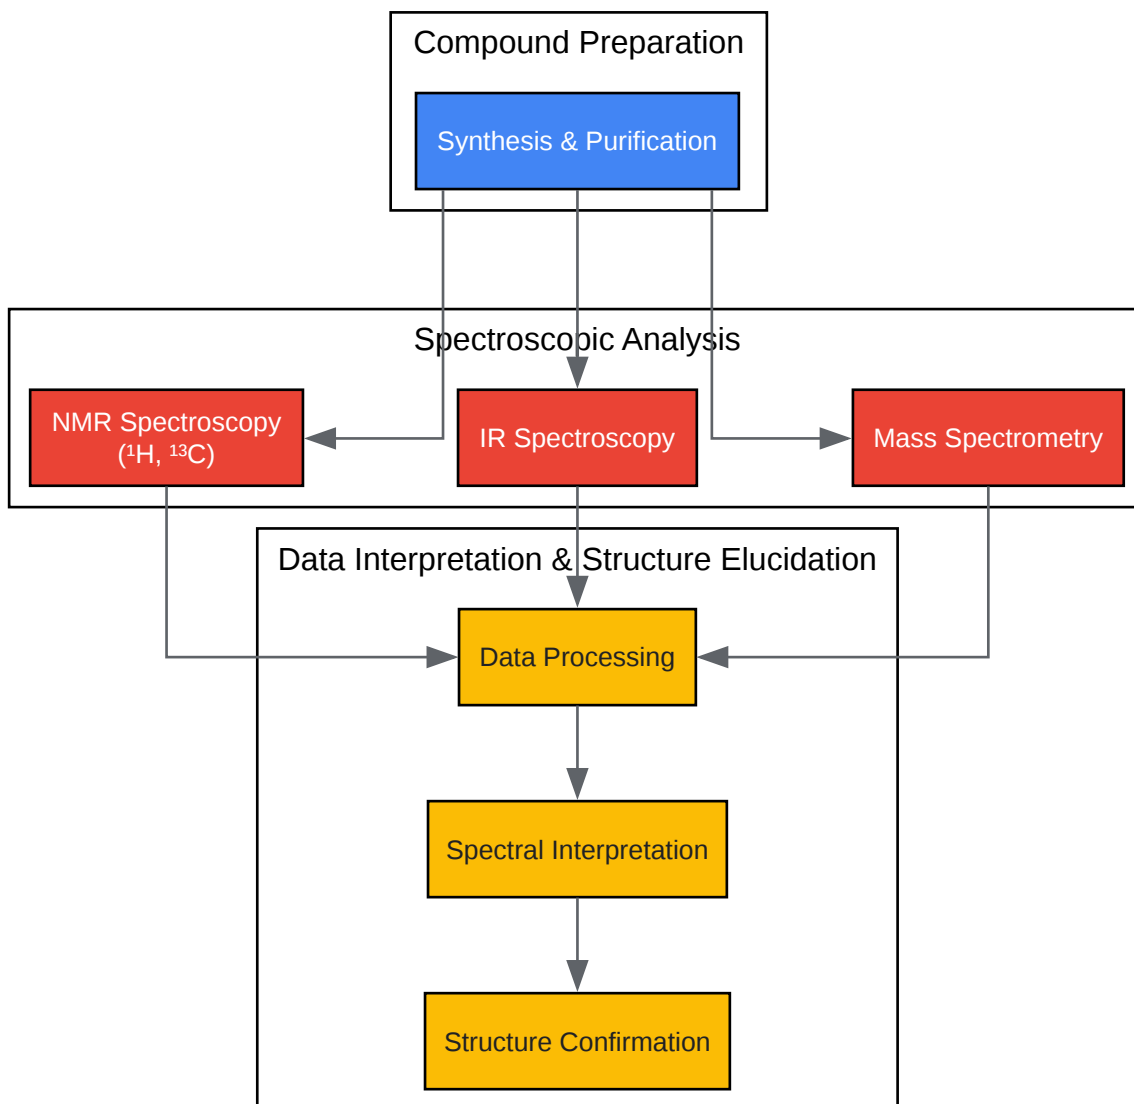 Compound Preparation
Synthesis & Purification
Spectroscopic Analysis
NMR Spectroscopy
(¹H, ¹³C)
IR Spectroscopy
Mass Spectrometry
Data Interpretation & Structure Elucidation
Data Processing
Spectral Interpretation
Structure Confirmation